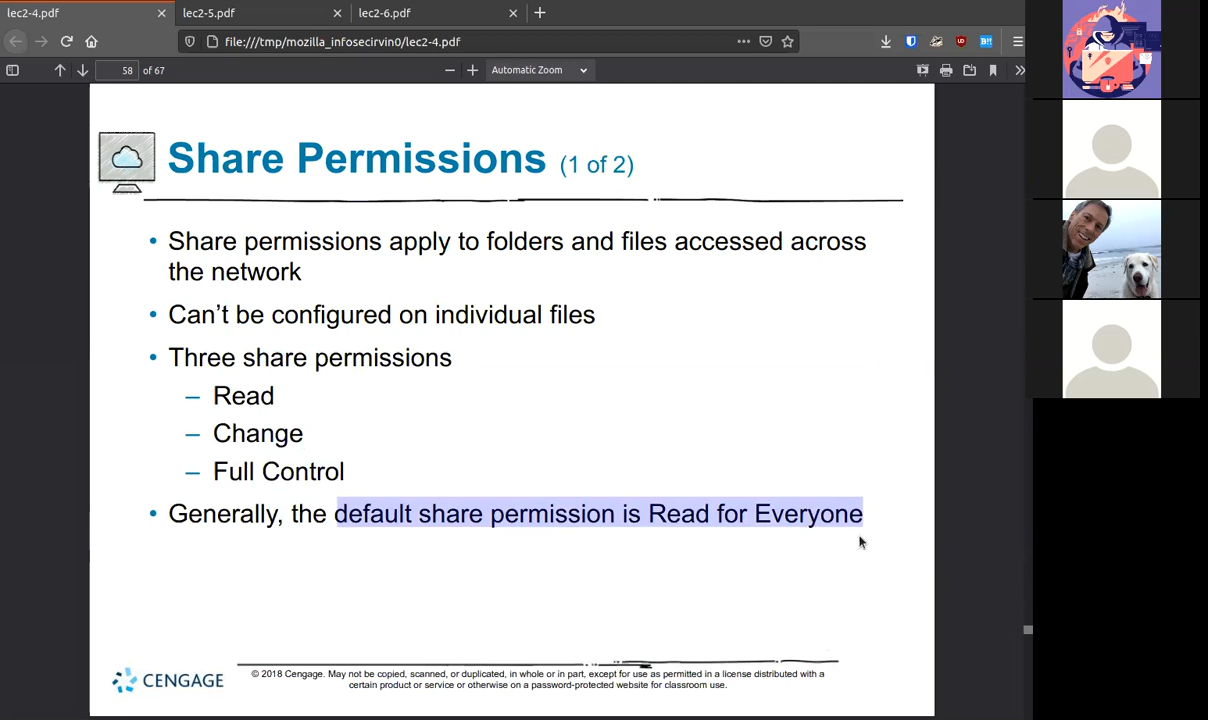 lec2-4.pdf
lec2-5.pdf
lec2-6.pdf
file:///tmp/mozilla_infosecirvin0/lec2-4.pdf
58 of 67
Automatic Zoom
Share Permissions (1 of 2)
• Share permissions apply to folders and files accessed across
the network
• Can’t be configured on individual files
• Three share permissions
– Read
– Change
– Full Control
• Generally, the default share permission is Read for Everyone
CENGAGE
© 2018 Cengage. May not be copied, scanned, or duplicated, in whole or in part, except for use as permitted in a license distributed with a
certain product or service or otherwise on a password-protected website for classroom use.